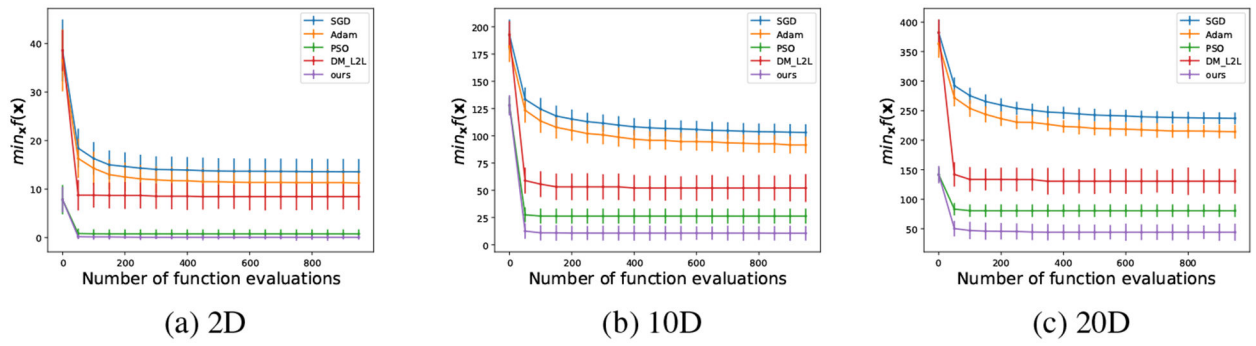 SGD
Adam
PSO
DM_L2L
ours
40
30
20
10
0
min_x f(x)
0 200 400 600 800
Number of function evaluations
(a) 2D
SGD
Adam
PSO
DM_L2L
ours
200
175
150
125
100
75
50
25
0
min_x f(x)
0 200 400 600 800
Number of function evaluations
(b) 10D
SGD
Adam
PSO
DM_L2L
ours
400
350
300
250
200
150
100
50
min_x f(x)
0 200 400 600 800
Number of function evaluations
(c) 20D